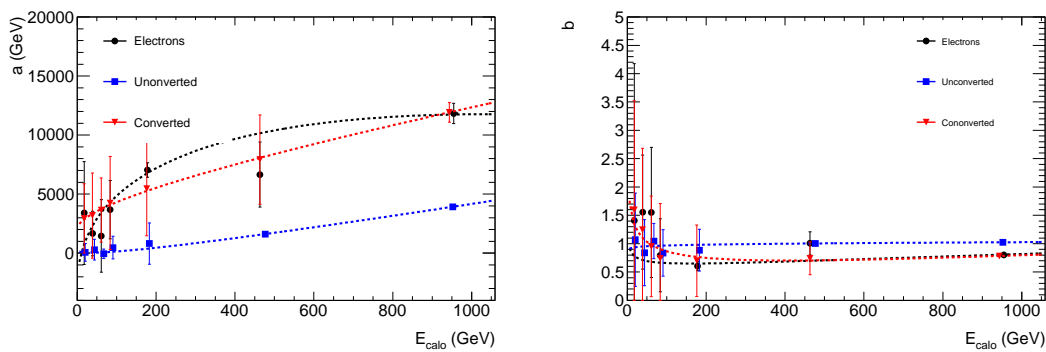 a (GeV)
20000
15000
10000
5000
0
Electrons
Unonverted
Converted
0 200 400 600 800 1000
E_calo (GeV)
b
5
4.5
4
3.5
3
2.5
2
1.5
1
0.5
0
Electrons
Unconverted
Cononverted
0 200 400 600 800 1000
E_calo (GeV)